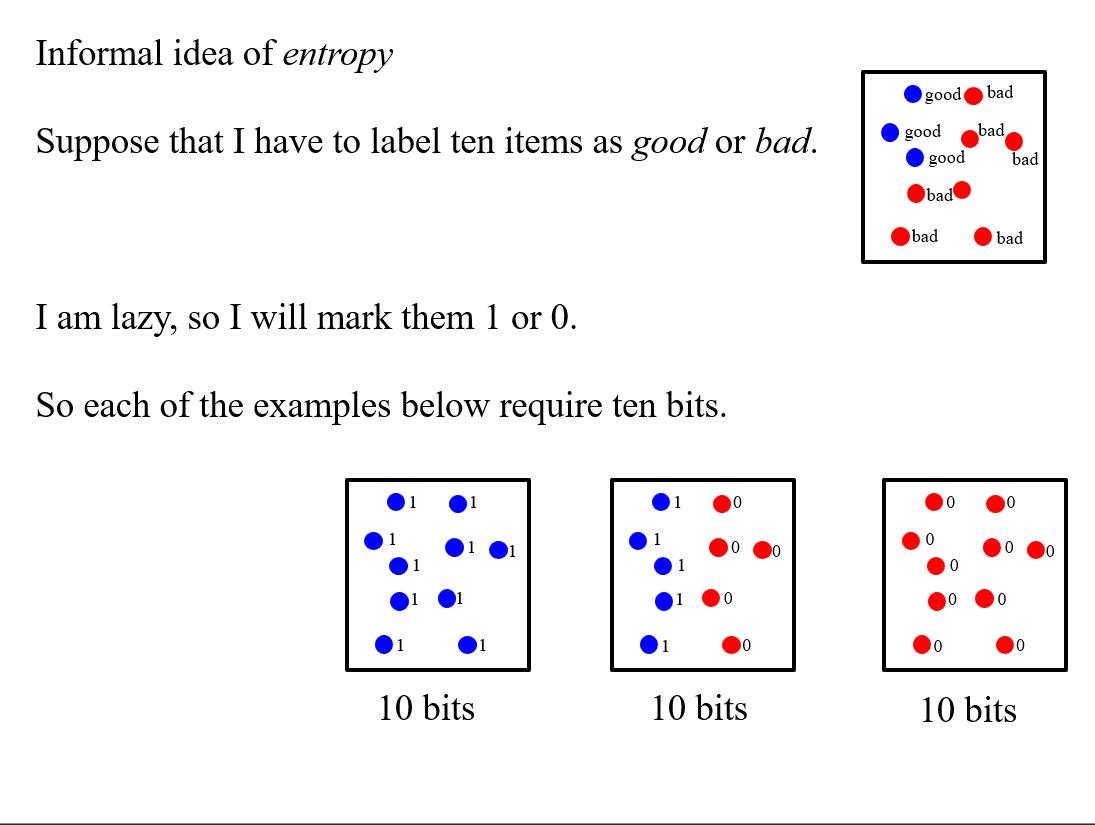 Informal idea of entropy
good bad
Suppose that I have to label ten items as good or bad.
good bad
good bad
bad
bad bad
I am lazy, so I will mark them 1 or 0.
So each of the examples below require ten bits.
1 1
1 1 1
1
1 1
1 1
10 bits
1 0
1 0 0
1
1 0
1 0
10 bits
0 0
0 0 0
0
0 0
0 0
10 bits